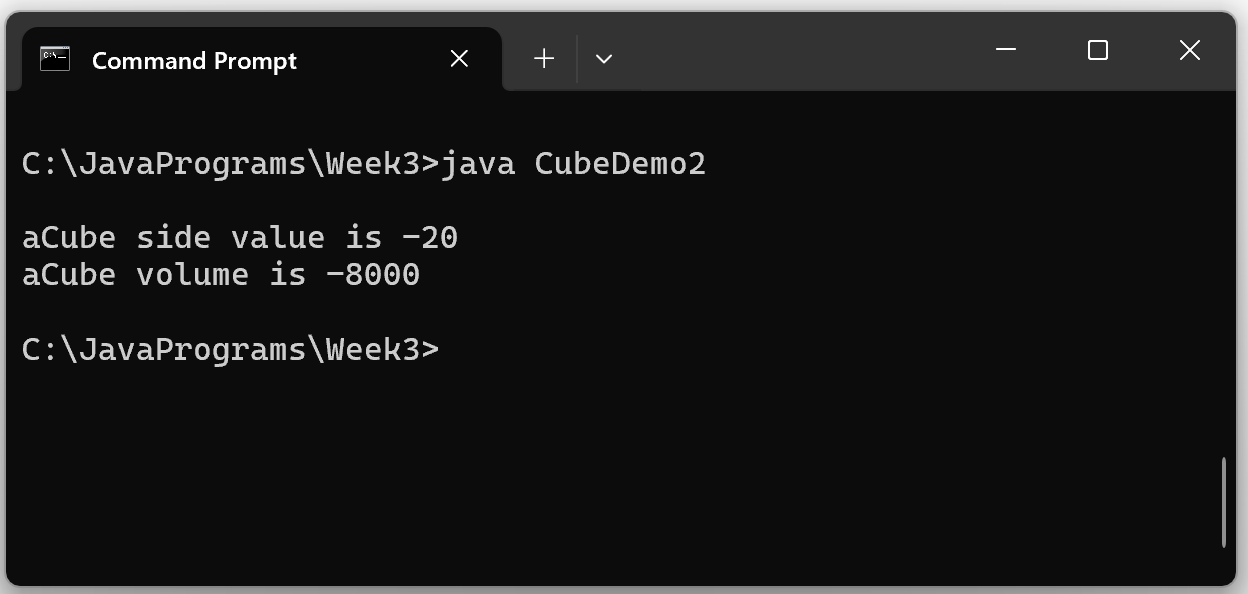 Command Prompt
C:\JavaPrograms\Week3>java CubeDemo2
aCube side value is -20
aCube volume is -8000
C:\JavaPrograms\Week3>